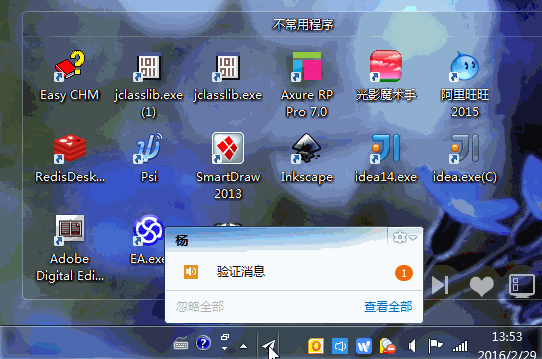 不常用程序
Easy CHM
jclasslib.exe
(1)
jclasslib.exe
Axure RP
Pro 7.0
光影魔术手
阿里旺旺
2015
RedisDesk...
Psi
SmartDraw
2013
Inkscape
idea14.exe
idea.exe(C)
Adobe
Digital Edi...
EA.exe
杨
验证消息
1
忽略全部
查看全部
13:53
2016/2/29